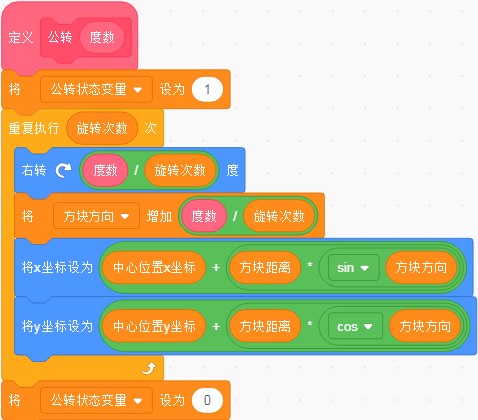 定义 公转 度数
将 公转状态变量 设为 1
重复执行 旋转次数 次
右转 度数 / 旋转次数 度
将 方块方向 增加 度数 / 旋转次数
将x坐标设为 中心位置x坐标 + 方块距离 * sin 方块方向
将y坐标设为 中心位置y坐标 + 方块距离 * cos 方块方向
将 公转状态变量 设为 0